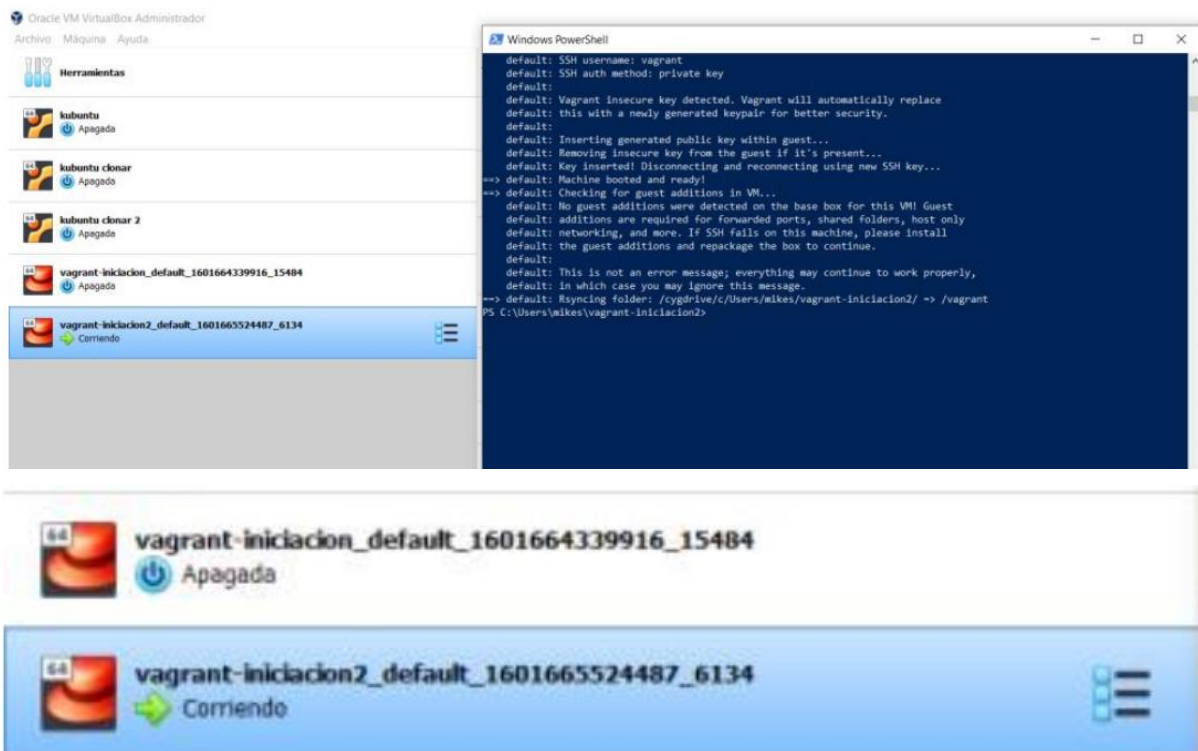 Oracle VM VirtualBox Administrador
Archivo Máquina Ayuda
Herramientas
64
kubuntu
Apagada
64
kubuntu clonar
Apagada
64
kubuntu clonar 2
Apagada
64
vagrant-iniciacion_default_1601664339916_15484
Apagada
64
vagrant-iniciacion2_default_1601665524487_6134
Corriendo
Windows PowerShell
default: SSH username: vagrant
default: SSH auth method: private key
default:
default: Vagrant insecure key detected. Vagrant will automatically replace
default: this with a newly generated keypair for better security.
default:
default: Inserting generated public key within guest...
default: Removing insecure key from the guest if it's present...
default: Key inserted! Disconnecting and reconnecting using new SSH key...
==> default: Machine booted and ready!
==> default: Checking for guest additions in VM...
default: No guest additions were detected on the base box for this VM! Guest
default: additions are required for forwarded ports, shared folders, host only
default: networking, and more. If SSH fails on this machine, please install
default: the guest additions and repackage the box to continue.
default:
default: This is not an error message; everything may continue to work properly,
default: in which case you may ignore this message.
==> default: Rsyncing folder: /cygdrive/c/Users/mikes/vagrant-iniciacion2/ => /vagrant
PS C:\Users\mikes\vagrant-iniciacion2>
64
vagrant-iniciacion_default_1601664339916_15484
Apagada
64
vagrant-iniciacion2_default_1601665524487_6134
Corriendo